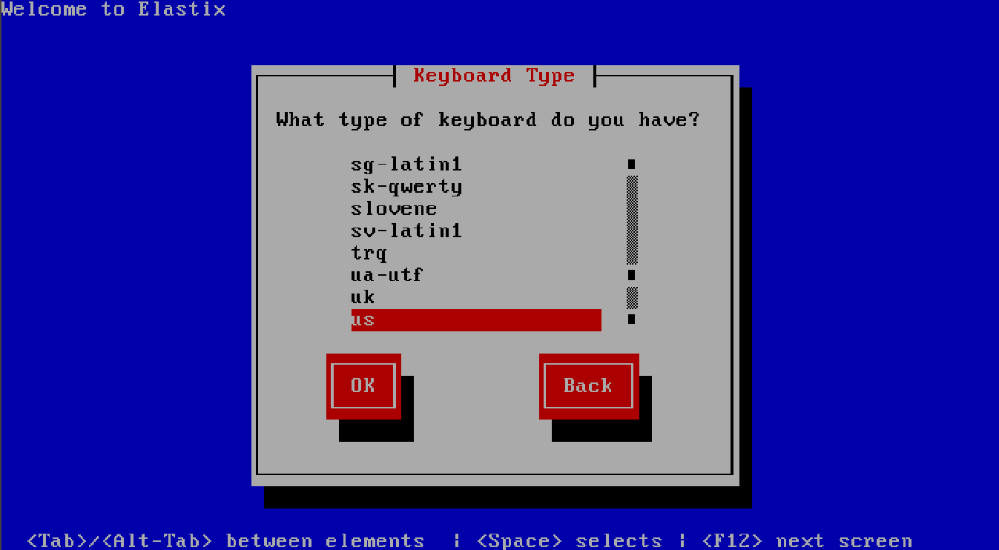 Welcome to Elastix
Keyboard Type
What type of keyboard do you have?
sg-latin1
sk-qwerty
slovene
sv-latin1
trq
ua-utf
uk
us
OK
Back
<Tab>/<Alt-Tab> between elements | <Space> selects | <F12> next screen